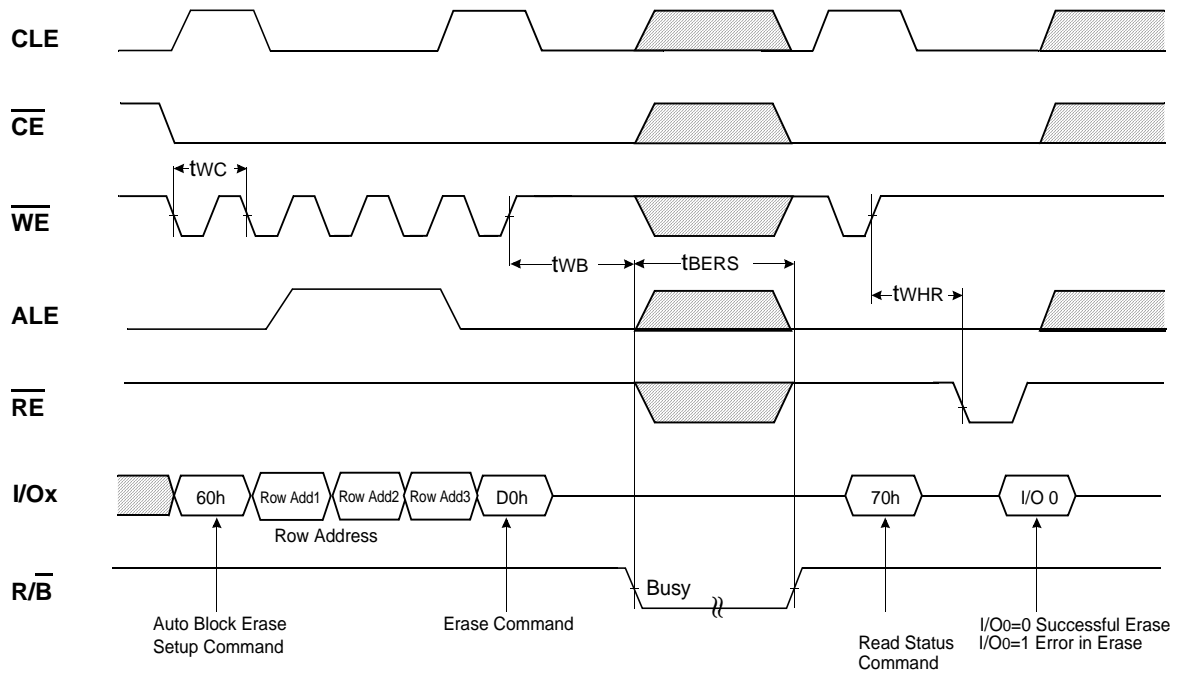 CLE
CE
tWC
WE
tWB
tBERS
tWHR
ALE
RE
I/Ox
60h
Row Add1
Row Add2
Row Add3
D0h
70h
I/O 0
Row Address
R/B
Busy
Auto Block Erase
Setup Command
Erase Command
Read Status
Command
I/O0=0 Successful Erase
I/O0=1 Error in Erase